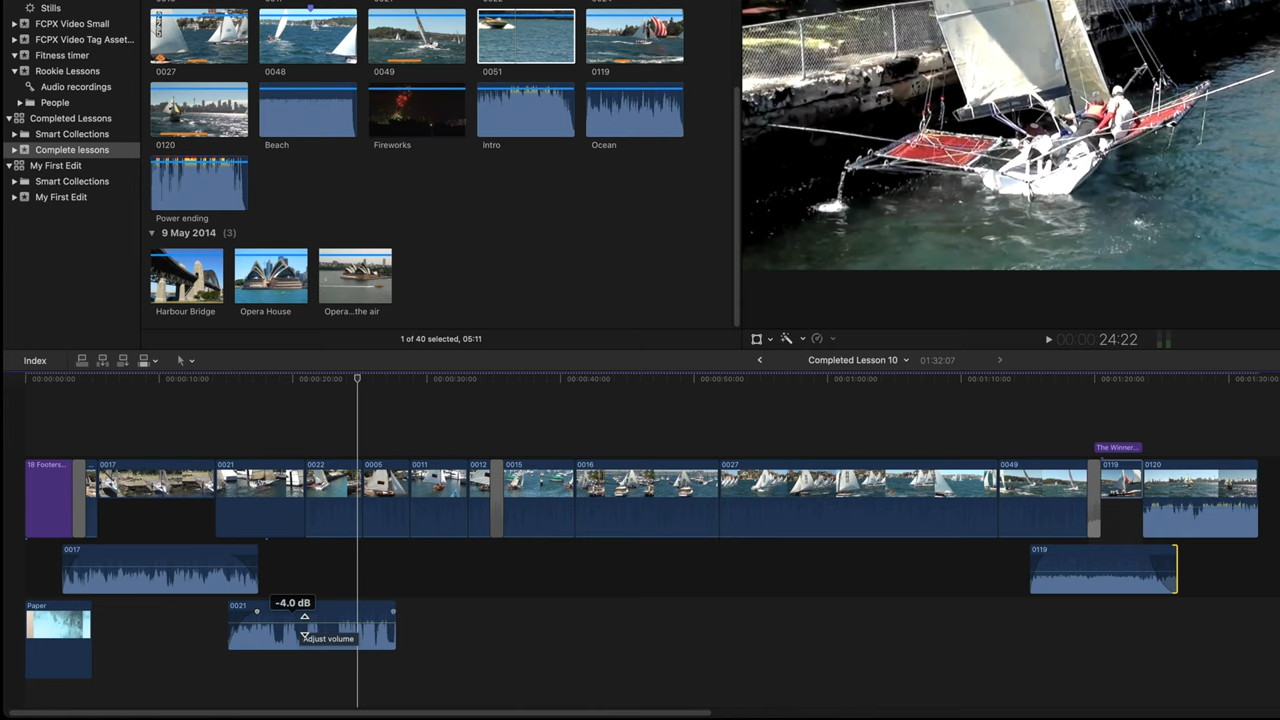 Stills
FCPX Video Small
FCPX Video Tag Asset...
Fitness timer
Rookie Lessons
Audio recordings
People
Completed Lessons
Smart Collections
Complete lessons
My First Edit
Smart Collections
My First Edit
0027 0048 0049 0051 0119
0120 Beach Fireworks Intro Ocean
Power ending
9 May 2014 (3)
Harbour Bridge Opera House Opera...the air
1 of 40 selected, 05:11
00:00:24:22
Index Completed Lesson 10 01:32:07
00:00:00:00 00:00:10:00 00:00:20:00 00:00:30:00 00:00:40:00 00:00:50:00 00:01:00:00 00:01:10:00 00:01:20:00 00:01:30:00
The Winner...
18 Footers... ... 0017 0021 0022 0005 0011 0012 0015 0016 0027 0049 0119 0120
0017 0119
-4.0 dB
Paper 0021
Adjust volume